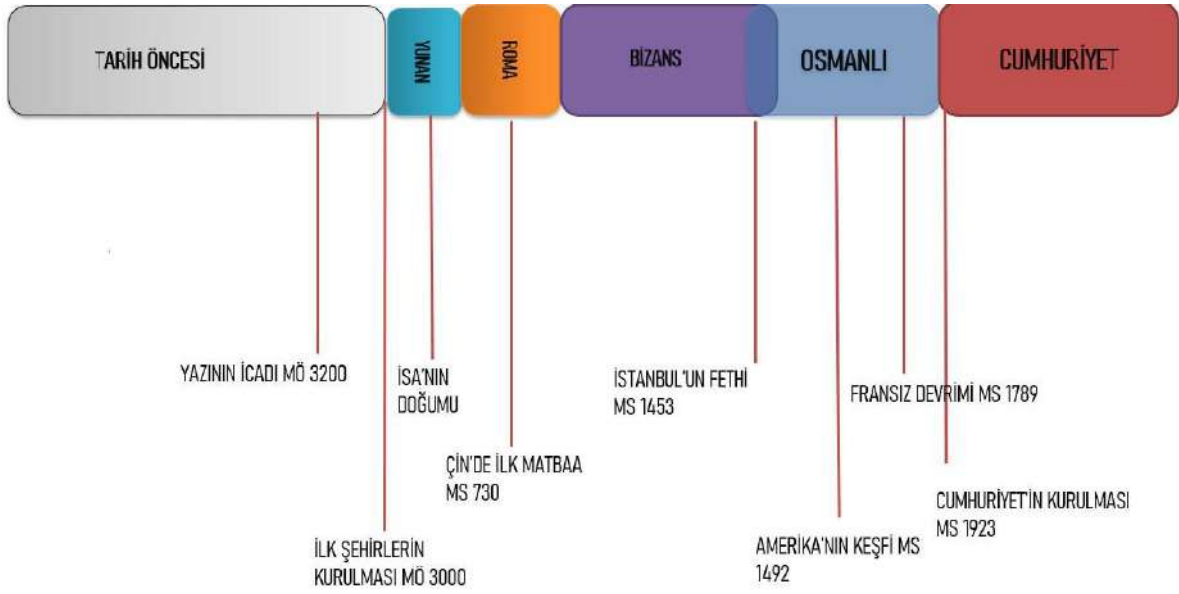 TARİH ÖNCESİ
YUNAN
ROMA
BİZANS
OSMANLI
CUMHURİYET
YAZININ İCADI MÖ 3200
İSA'NIN
DOĞUMU
İSTANBUL'UN FETHİ
MS 1453
FRANSIZ DEVRİMİ MS 1789
ÇİN'DE İLK MATBAA
MS 730
CUMHURİYET'İN KURULMASI
MS 1923
İLK ŞEHİRLERİN
KURULMASI MÖ 3000
AMERİKA'NIN KEŞFİ MS
1492